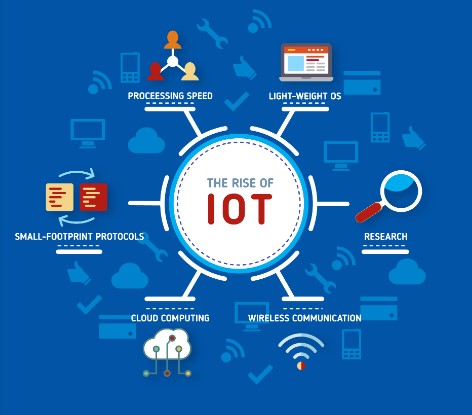 PROCEESSING SPEED
LIGHT-WEIGHT OS
THE RISE OF
IOT
SMALL-FOOTPRINT PROTOCOLS
RESEARCH
CLOUD COMPUTING
WIRELESS COMMUNICATION